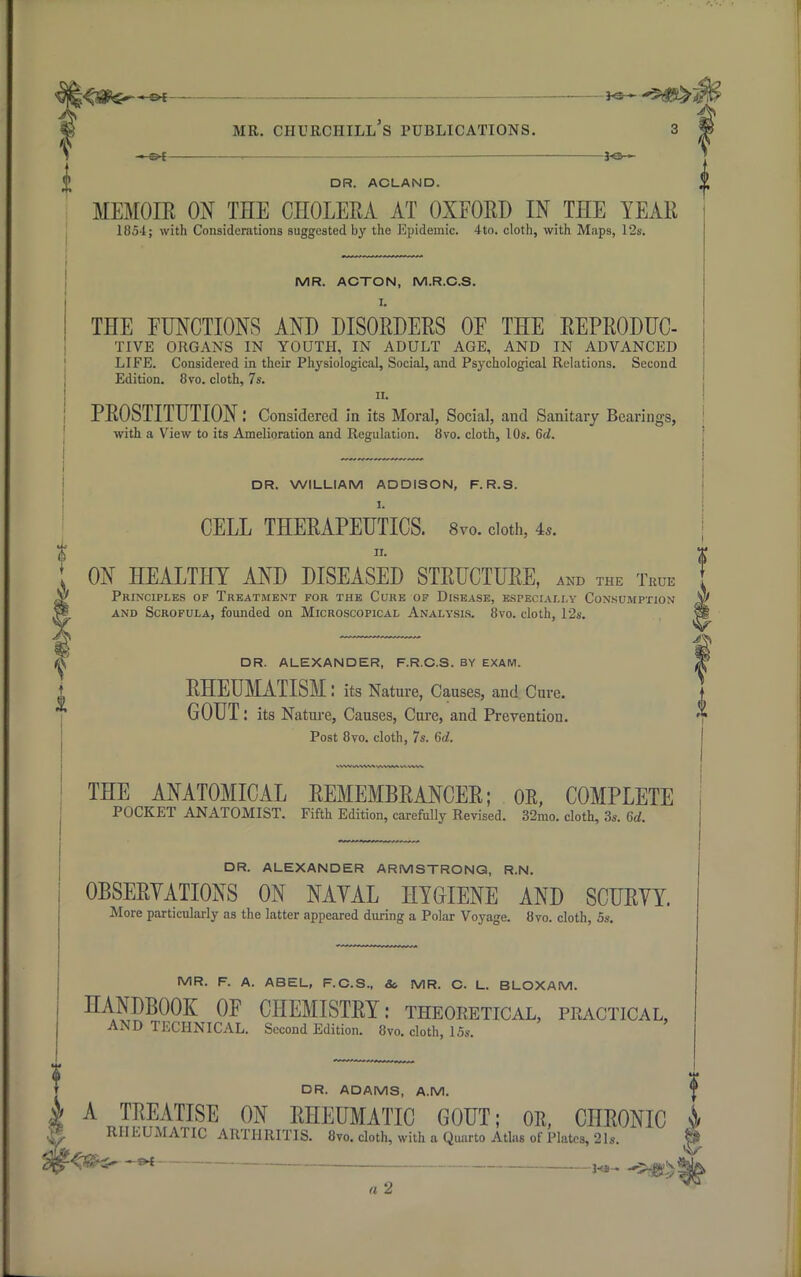 MR. CHURCHILL'S PUBLICATIONS. 3
DR. ACLAND.
MEMOIR ON THE CHOLERA AT OXFORD IN THE YEAR
1854; with Considerations suggested by the Epidemic. 4to. cloth, with Maps, 12s.
MR. ACTON, M.R.C.S.
I.
THE FUNCTIONS AND DISORDERS OF THE REPRODUC-
TIVE ORGANS IN YOUTH, IN ADULT AGE, AND IN ADVANCED
LIFE. Considered in their Physiological, Social, and Psychological Relations. Second
Edition. 8vo. cloth, 7s.
II.
PROSTITUTION: Considered in its Moral, Social, and Sanitary Bearings,
with a View to its Amelioration and Regulation. 8vo. cloth, 10s. 6d.
DR. WILLIAM ADDISON, F.R.S.
I.
CELL THERAPEUTICS. 8vo. cloth, 4s.
II.
ON HEALTHY AND DISEASED STRUCTURE, AND THE TRUE
PRINCIPLES OF TREATMENT FOR THE CURE OF DISEASE, ESPECIALLY CONSUMPTION
AND SCROFULA, founded on MICROSCOPICAL ANALYSIS. 8vo. cloth, 12s.
DR. ALEXANDER, F.R.C.S. BY EXAM.
RHEUMATISM: its Nature, Causes, and Cure.
GOUT: its Nature, Causes, Cure, and Prevention.
Post 8vo. cloth, 7s. 6d.
THE ANATOMICAL REMEMBRANCER; OR, COMPLETE
POCKET ANATOMIST. Fifth Edition, carefully Revised. 32mo. cloth, 3s. 6d.
DR. ALEXANDER ARMSTRONG, R.N.
OBSERVATIONS ON NAVAL HYGIENE AND SCURVY.
More particularly as the latter appeared during a Polar Voyage. 8vo. cloth, 5s.
MR. F. A. ABEL, F.C.S., & MR. C. L. BLOXAM.
HANDBOOK OF CHEMISTRY: THEORETICAL, PRACTICAL,
AND TECHNICAL. Second Edition. 8vo. cloth, 15s.
DR. ADAMS, A.M.
A TREATISE ON RHEUMATIC GOUT; OR, CHRONIC
RHEUMATIC ARTHRITIS. 8vo. cloth, with a Quarto Atlas of Plates, 21s.
a 2